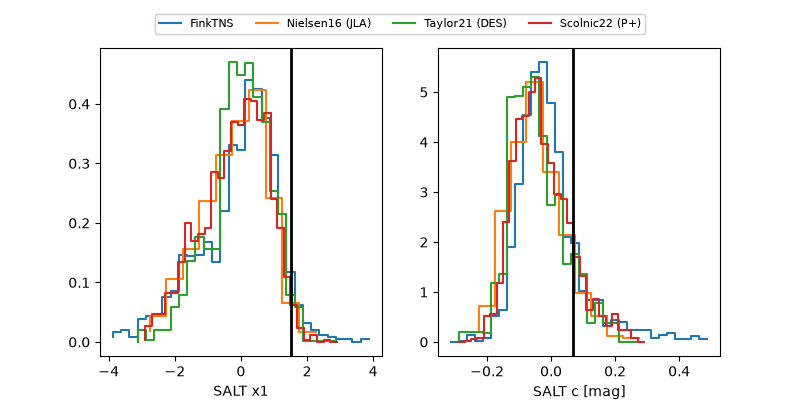 FinkTNS Nielsen16 (JLA) Taylor21 (DES) Scolnic22 (P+)
0.4
0.3
0.2
0.1
0.0
−4 −2 0 2 4
SALT x1
5
4
3
2
1
0
−0.2 0.0 0.2 0.4
SALT c [mag]